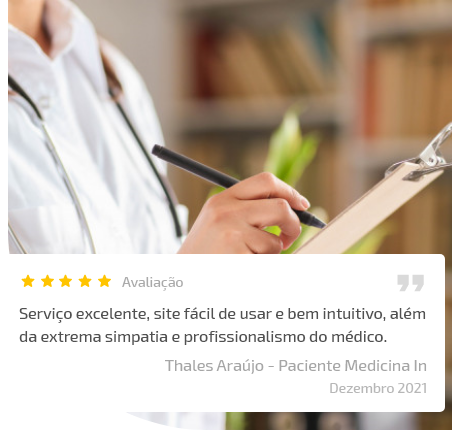 Avaliação
Serviço excelente, site fácil de usar e bem intuitivo, além
da extrema simpatia e profissionalismo do médico.
Thales Araújo - Paciente Medicina In
Dezembro 2021